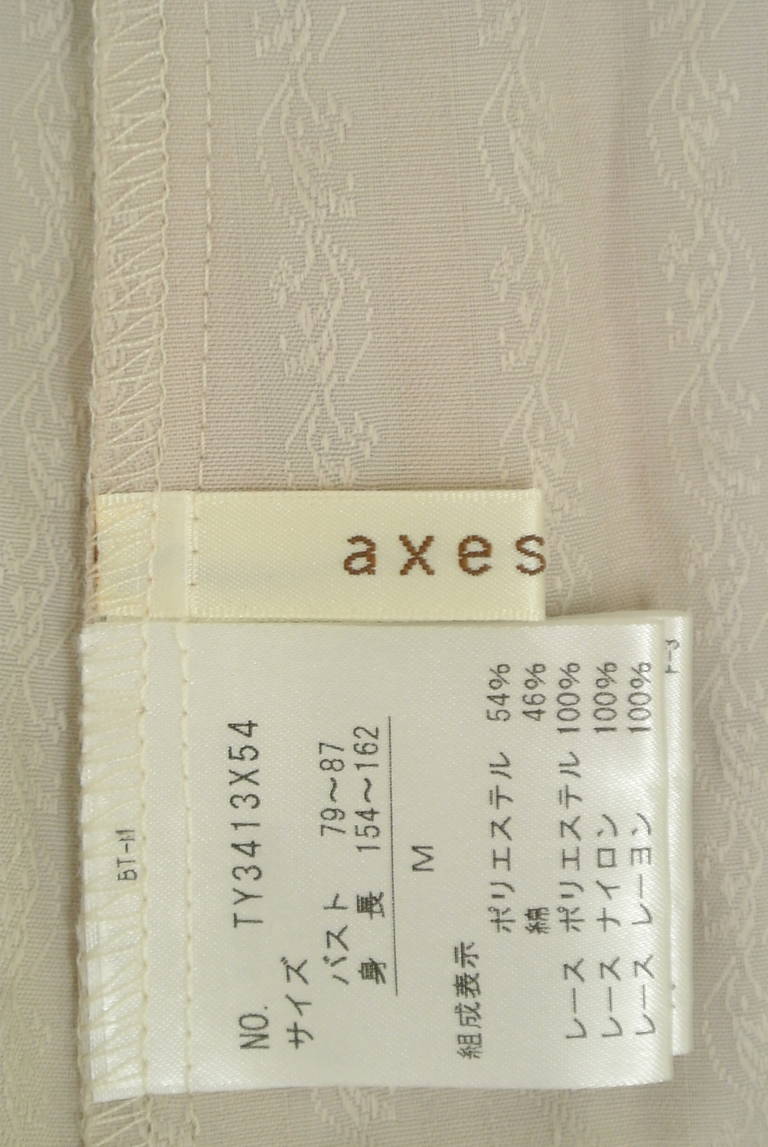 axes
5T-M
NO. TY3413X54
サイズ
バスト 79〜87
身長 154〜162
M
組成表示
ポリエステル 54%
綿 46%
レース ポリエステル 100%
レース ナイロン 100%
レース レーヨン 100%